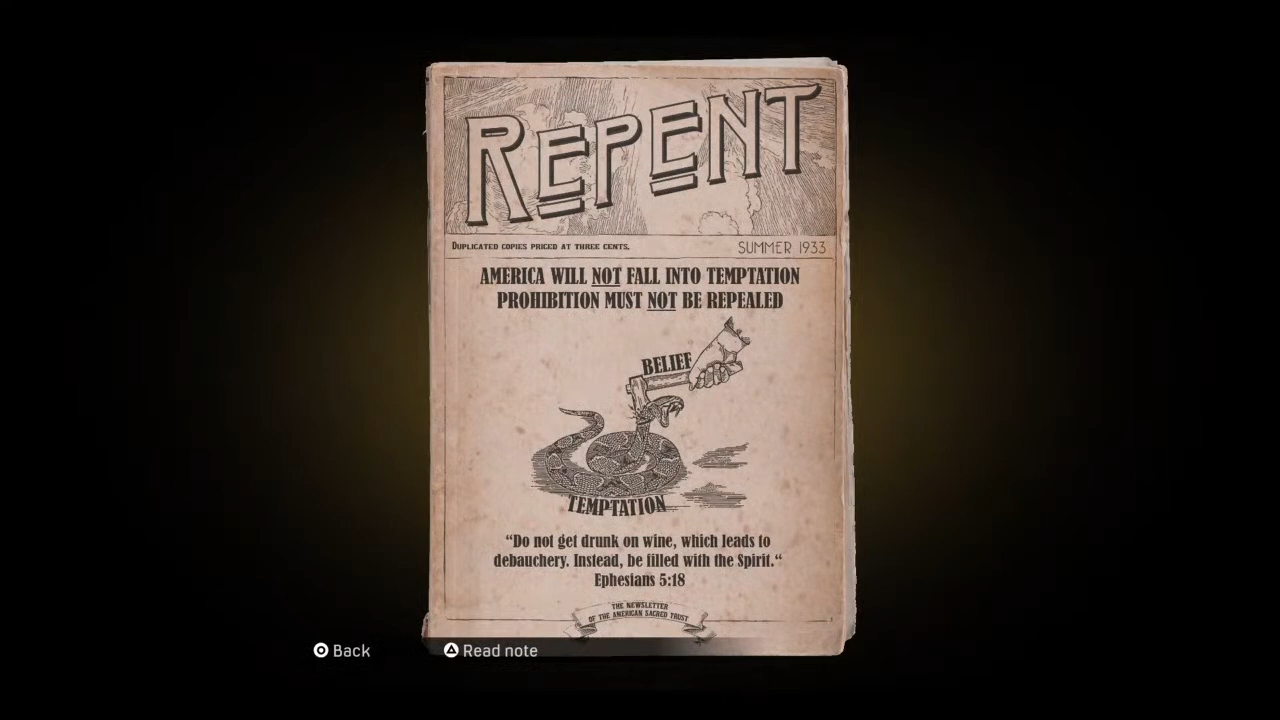 REPENT
DUPLICATED COPIES PRICED AT THREE CENTS.
SUMMER 1933
AMERICA WILL NOT FALL INTO TEMPTATION
PROHIBITION MUST NOT BE REPEALED
BELIEF
TEMPTATION
“Do not get drunk on wine, which leads to
debauchery. Instead, be filled with the Spirit.“
Ephesians 5:18
THE NEWSLETTER
OF THE AMERICAN SACRED TRUST
Back
Read note